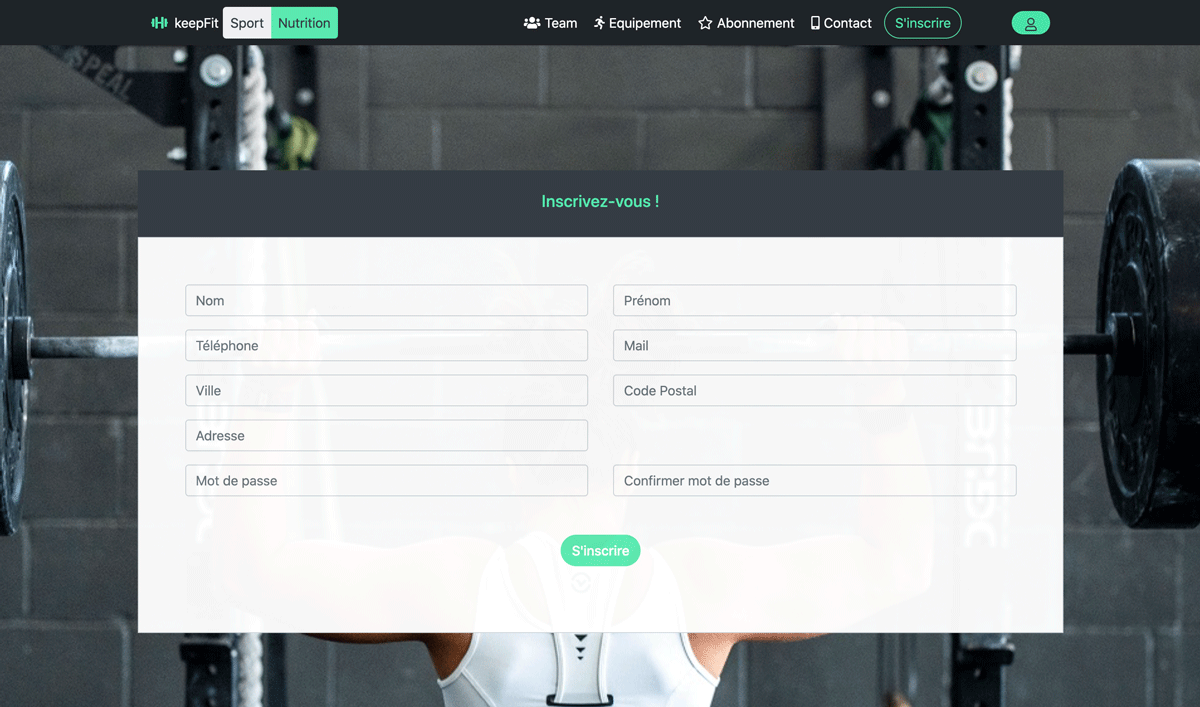 keepFit Sport Nutrition Team Equipement Abonnement Contact S'inscrire
SPEAL
Inscrivez-vous !
Nom Prénom
Téléphone Mail
Ville Code Postal
Adresse
Mot de passe Confirmer mot de passe
S'inscrire